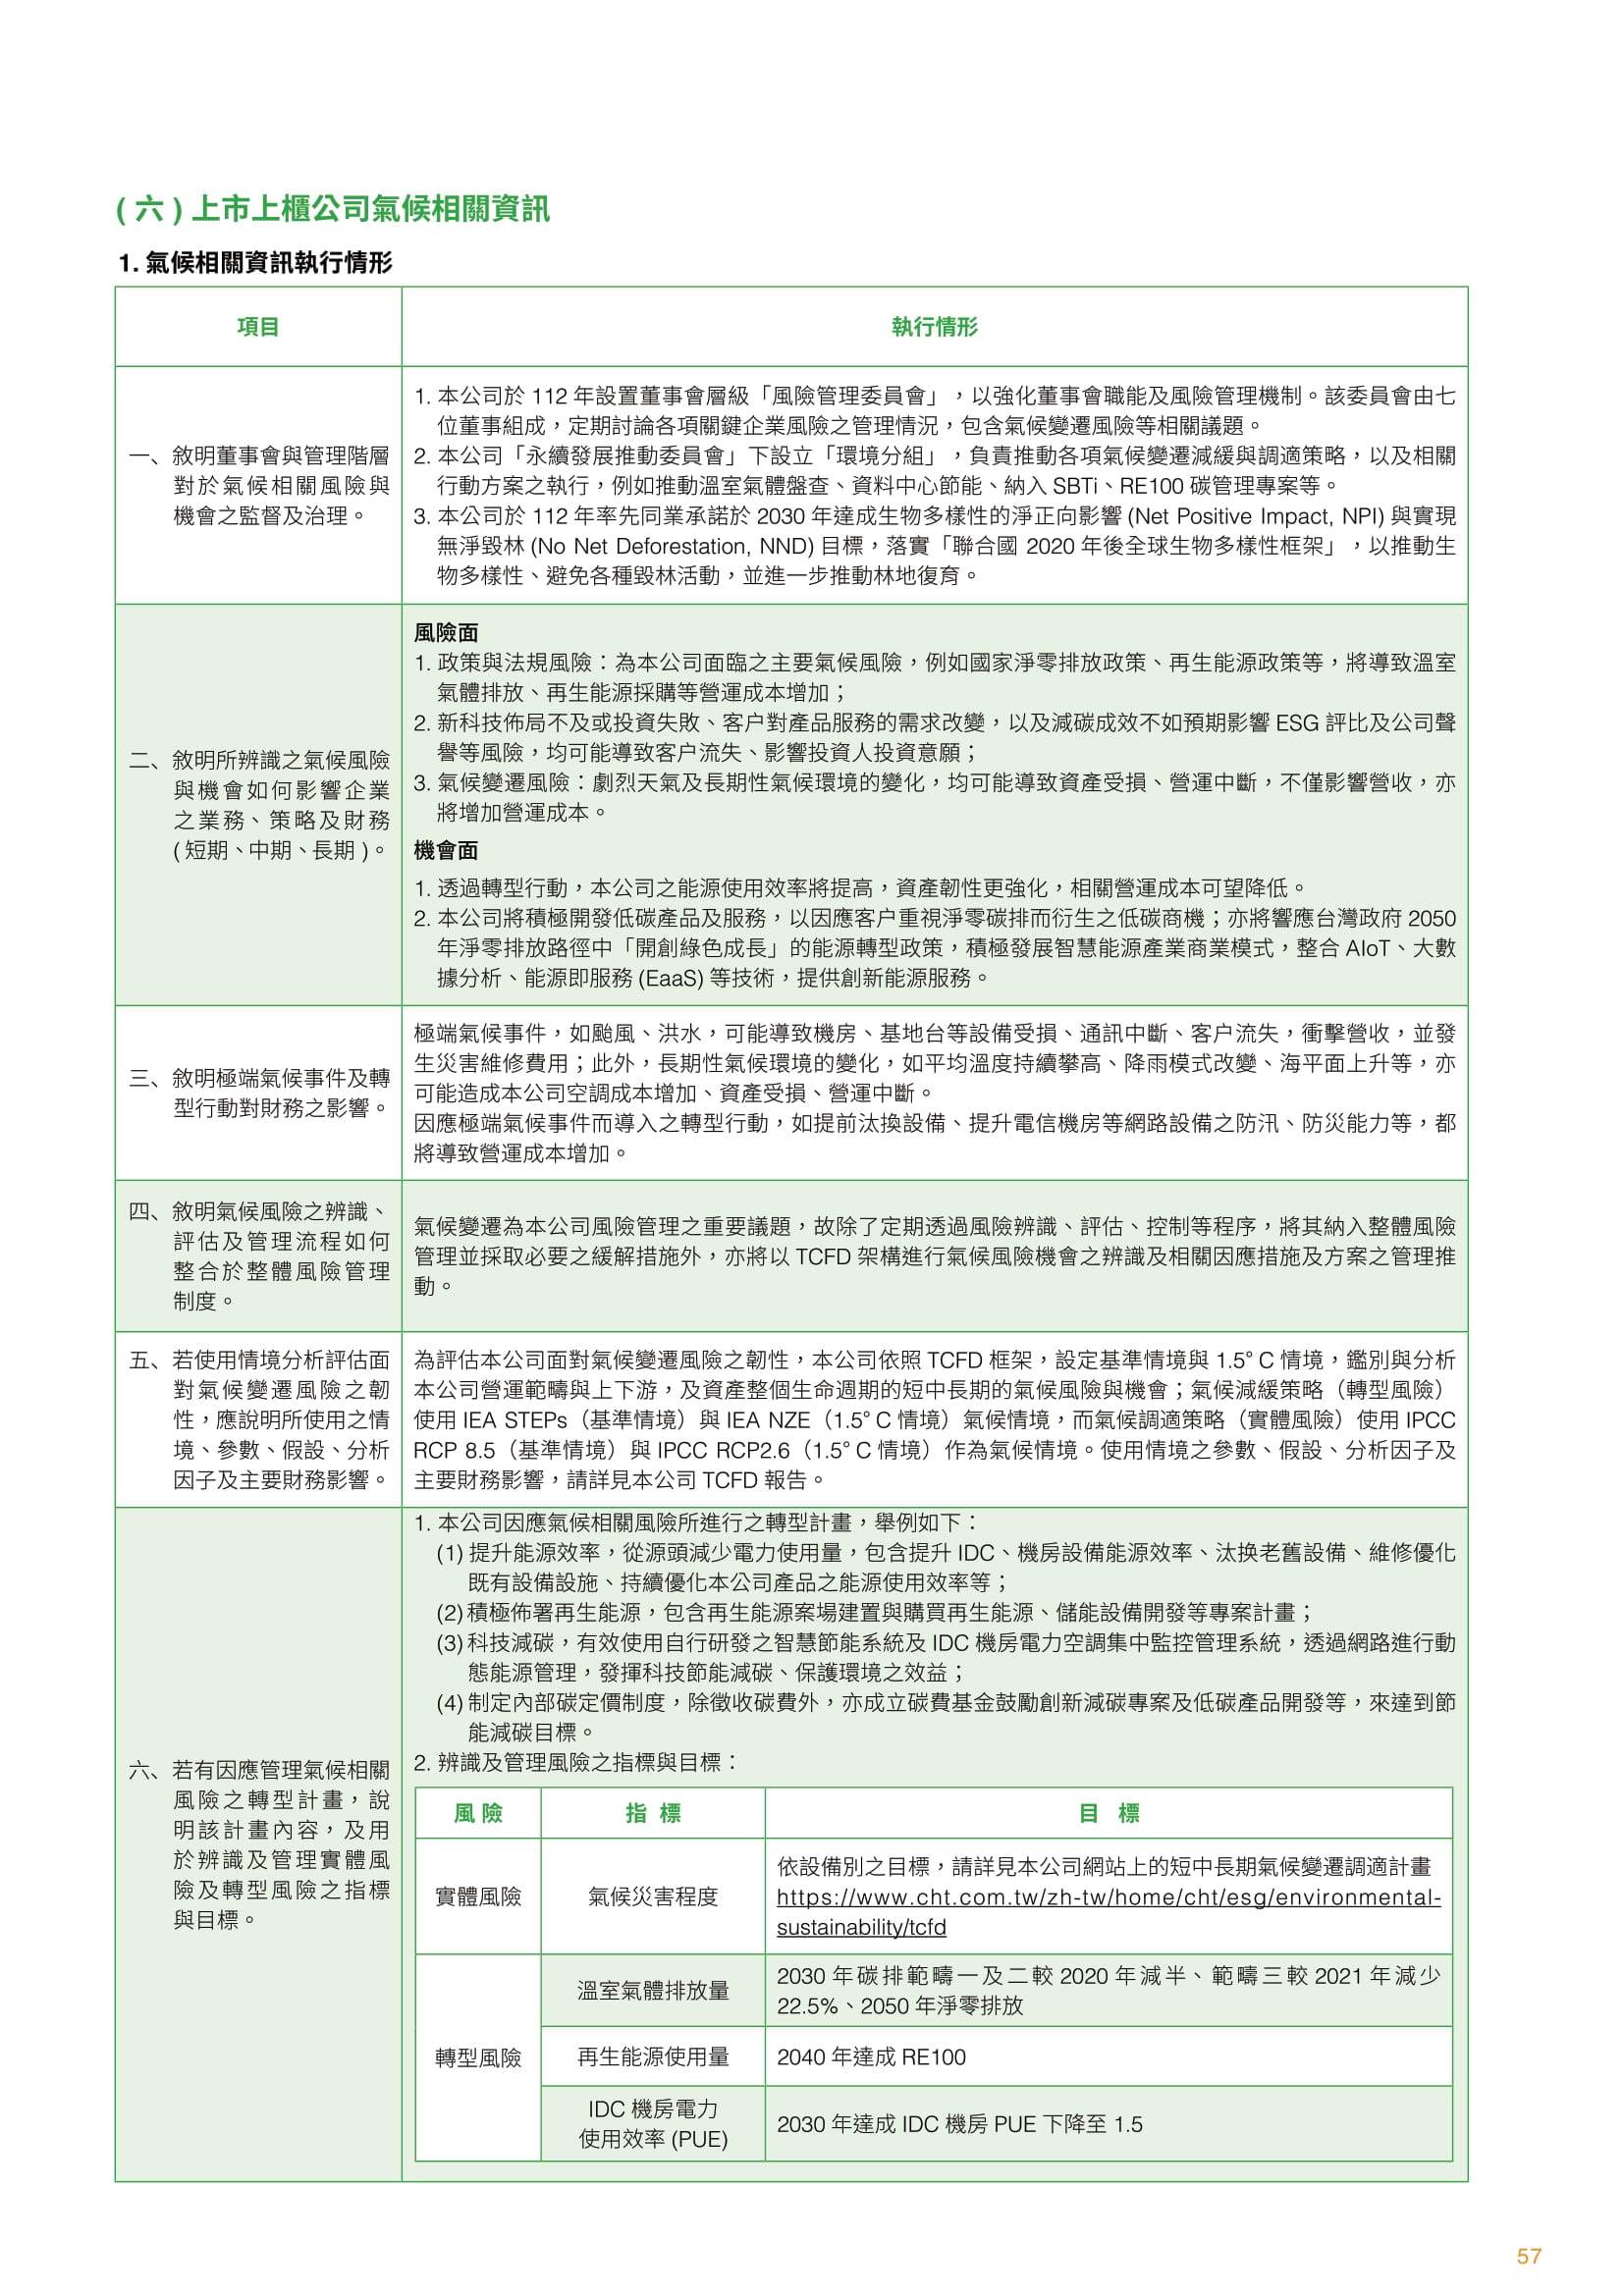 ( 六 ) 上市上櫃公司氣候相關資訊
1. 氣候相關資訊執行情形
項目
執行情形
一、敘明董事會與管理階層
對於氣候相關風險與
機會之監督及治理。
1. 本公司於 112 年設置董事會層級「風險管理委員會」，以強化董事會職能及風險管理機制。該委員會由七
位董事組成，定期討論各項關鍵企業風險之管理情況，包含氣候變遷風險等相關議題。
2. 本公司「永續發展推動委員會」下設立「環境分組」，負責推動各項氣候變遷減緩與調適策略，以及相關
行動方案之執行，例如推動溫室氣體盤查、資料中心節能、納入 SBTi、RE100 碳管理專案等。
3. 本公司於 112 年率先同業承諾於 2030 年達成生物多樣性的淨正向影響 (Net Positive Impact, NPI) 與實現
無淨毀林 (No Net Deforestation, NND) 目標，落實「聯合國 2020 年後全球生物多樣性框架」，以推動生
物多樣性、避免各種毀林活動，並進一步推動林地復育。
二、敘明所辨識之氣候風險
與機會如何影響企業
之業務、策略及財務
( 短期、中期、長期 )。
風險面
1. 政策與法規風險：為本公司面臨之主要氣候風險，例如國家淨零排放政策、再生能源政策等，將導致溫室
氣體排放、再生能源採購等營運成本增加；
2. 新科技佈局不及或投資失敗、客户對產品服務的需求改變，以及減碳成效不如預期影響 ESG 評比及公司聲
譽等風險，均可能導致客户流失、影響投資人投資意願；
3. 氣候變遷風險：劇烈天氣及長期性氣候環境的變化，均可能導致資產受損、營運中斷，不僅影響營收，亦
將增加營運成本。
機會面
1. 透過轉型行動，本公司之能源使用效率將提高，資產韌性更強化，相關營運成本可望降低。
2. 本公司將積極開發低碳產品及服務，以因應客户重視淨零碳排而衍生之低碳商機；亦將響應台灣政府 2050
年淨零排放路徑中「開創綠色成長」的能源轉型政策，積極發展智慧能源產業商業模式，整合 AIoT、大數
據分析、能源即服務 (EaaS) 等技術，提供創新能源服務。
三、敘明極端氣候事件及轉
型行動對財務之影響。
極端氣候事件，如颱風、洪水，可能導致機房、基地台等設備受損、通訊中斷、客户流失，衝擊營收，並發
生災害維修費用；此外，長期性氣候環境的變化，如平均溫度持續攀高、降雨模式改變、海平面上升等，亦
可能造成本公司空調成本增加、資產受損、營運中斷。
因應極端氣候事件而導入之轉型行動，如提前汰換設備、提升電信機房等網路設備之防汛、防災能力等，都
將導致營運成本增加。
四、敘明氣候風險之辨識、
評估及管理流程如何
整合於整體風險管理
制度。
氣候變遷為本公司風險管理之重要議題，故除了定期透過風險辨識、評估、控制等程序，將其納入整體風險
管理並採取必要之緩解措施外，亦將以 TCFD 架構進行氣候風險機會之辨識及相關因應措施及方案之管理推
動。
五、若使用情境分析評估面
對氣候變遷風險之韌
性，應說明所使用之情
境、參數、假設、分析
因子及主要財務影響。
為評估本公司面對氣候變遷風險之韌性，本公司依照 TCFD 框架，設定基準情境與 1.5° C 情境，鑑別與分析
本公司營運範疇與上下游，及資產整個生命週期的短中長期的氣候風險與機會；氣候減緩策略（轉型風險）
使用 IEA STEPs（基準情境）與 IEA NZE（1.5° C 情境）氣候情境，而氣候調適策略（實體風險）使用 IPCC
RCP 8.5（基準情境）與 IPCC RCP2.6（1.5° C 情境）作為氣候情境。使用情境之參數、假設、分析因子及
主要財務影響，請詳見本公司 TCFD 報告。
六、若有因應管理氣候相關
風險之轉型計畫，說
明該計畫內容，及用
於辨識及管理實體風
險及轉型風險之指標
與目標。
1. 本公司因應氣候相關風險所進行之轉型計畫，舉例如下：
(1) 提升能源效率，從源頭減少電力使用量，包含提升 IDC、機房設備能源效率、汰換老舊設備、維修優化
既有設備設施、持續優化本公司產品之能源使用效率等；
(2) 積極佈署再生能源，包含再生能源案場建置與購買再生能源、儲能設備開發等專案計畫；
(3) 科技減碳，有效使用自行研發之智慧節能系統及 IDC 機房電力空調集中監控管理系統，透過網路進行動
態能源管理，發揮科技節能減碳、保護環境之效益；
(4) 制定內部碳定價制度，除徵收碳費外，亦成立碳費基金鼓勵創新減碳專案及低碳產品開發等，來達到節
能減碳目標。
2. 辨識及管理風險之指標與目標：
風 險
指 標
目 標
實體風險
氣候災害程度
依設備別之目標，請詳見本公司網站上的短中長期氣候變遷調適計畫
https://www.cht.com.tw/zh-tw/home/cht/esg/environmental-
sustainability/tcfd
轉型風險
溫室氣體排放量
2030 年碳排範疇一及二較 2020 年減半、範疇三較 2021 年減少
22.5%、2050 年淨零排放
再生能源使用量
2040 年達成 RE100
IDC 機房電力
使用效率 (PUE)
2030 年達成 IDC 機房 PUE 下降至 1.5
57